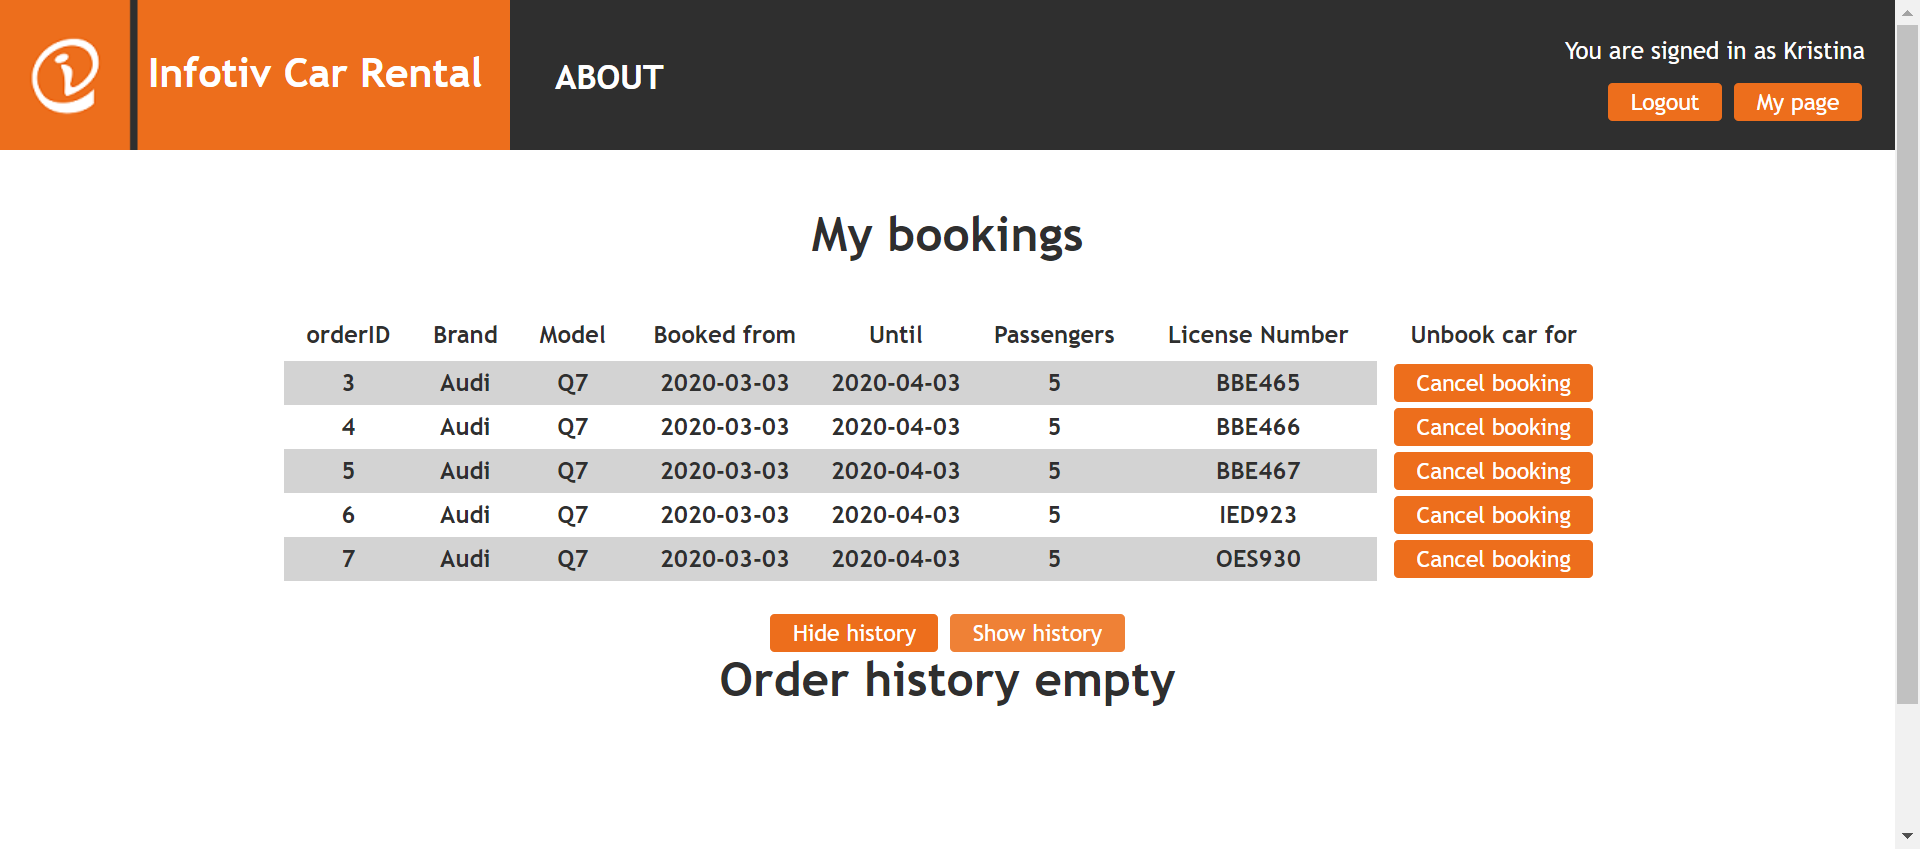 Infotiv Car Rental
ABOUT
You are signed in as Kristina
Logout My page
My bookings
orderID Brand Model Booked from Until Passengers License Number Unbook car for
3 Audi Q7 2020-03-03 2020-04-03 5 BBE465 Cancel booking
4 Audi Q7 2020-03-03 2020-04-03 5 BBE466 Cancel booking
5 Audi Q7 2020-03-03 2020-04-03 5 BBE467 Cancel booking
6 Audi Q7 2020-03-03 2020-04-03 5 IED923 Cancel booking
7 Audi Q7 2020-03-03 2020-04-03 5 OES930 Cancel booking
Hide history Show history
Order history empty